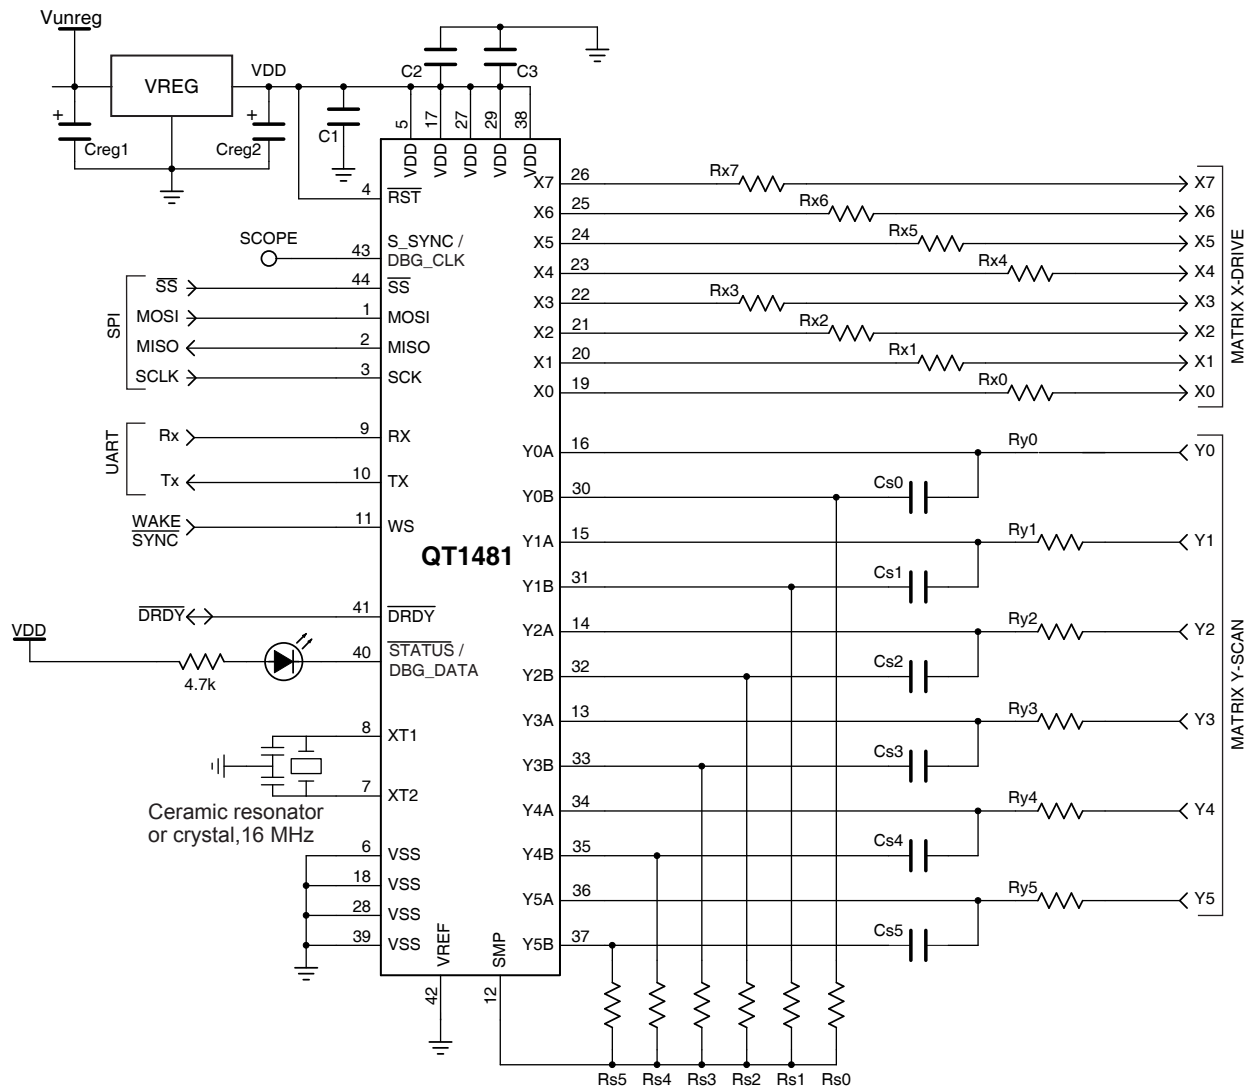 Vunreg
VREG
VDD
C2
C3
Creg1
+
Creg2
+
C1
5
17
27
29
38
VDD
VDD
VDD
VDD
VDD
4
RST
SCOPE
43
S_SYNC /
DBG_CLK
SPI
SS
44
SS
MOSI
1
MOSI
MISO
2
MISO
SCLK
3
SCK
UART
Rx
9
RX
Tx
10
TX
WAKE
SYNC
11
WS
QT1481
DRDY
41
DRDY
VDD
4.7k
40
STATUS /
DBG_DATA
8
XT1
7
XT2
Ceramic resonator
or crystal,16 MHz
6
VSS
18
VSS
28
VSS
39
VSS
VREF
42
SMP
12
X7
26
Rx7
X7
X6
25
Rx6
X6
X5
24
Rx5
X5
X4
23
Rx4
X4
X3
22
Rx3
X3
X2
21
Rx2
X2
X1
20
Rx1
X1
X0
19
Rx0
X0
MATRIX X-DRIVE
Y0A
16
Ry0
Y0
Y0B
30
Cs0
Y1A
15
Ry1
Y1
Y1B
31
Cs1
Y2A
14
Ry2
Y2
Y2B
32
Cs2
Y3A
13
Ry3
Y3
Y3B
33
Cs3
Y4A
34
Ry4
Y4
Y4B
35
Cs4
Y5A
36
Ry5
Y5
Y5B
37
Cs5
MATRIX Y-SCAN
Rs5
Rs4
Rs3
Rs2
Rs1
Rs0